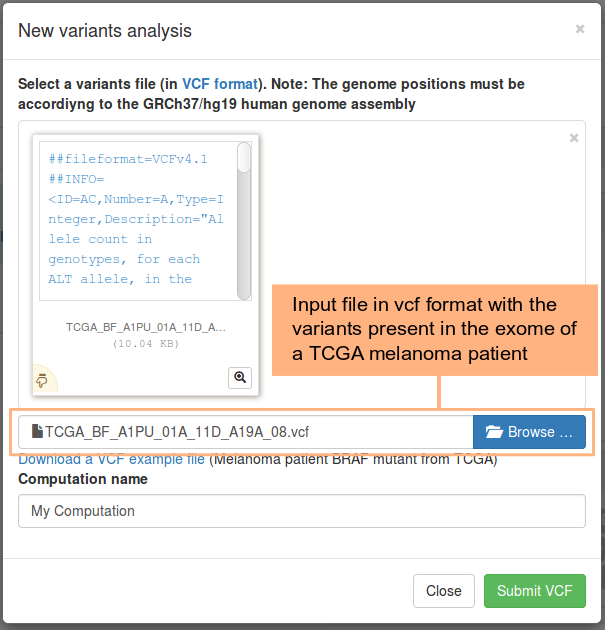 New variants analysis
×
Select a variants file (in VCF format). Note: The genome positions must be
accordiyng to the GRCh37/hg19 human genome assembly
×
##fileformat=VCFv4.1
##INFO=
<ID=AC,Number=A,Type=I
nteger,Description="Al
lele count in
genotypes, for each
ALT allele, in the
TCGA_BF_A1PU_01A_11D_A...
(10.04 KB)
Input file in vcf format with the
variants present in the exome of
a TCGA melanoma patient
TCGA_BF_A1PU_01A_11D_A19A_08.vcf
Browse ...
Download a VCF example file (Melanoma patient BRAF mutant from TCGA)
Computation name
My Computation
Close
Submit VCF